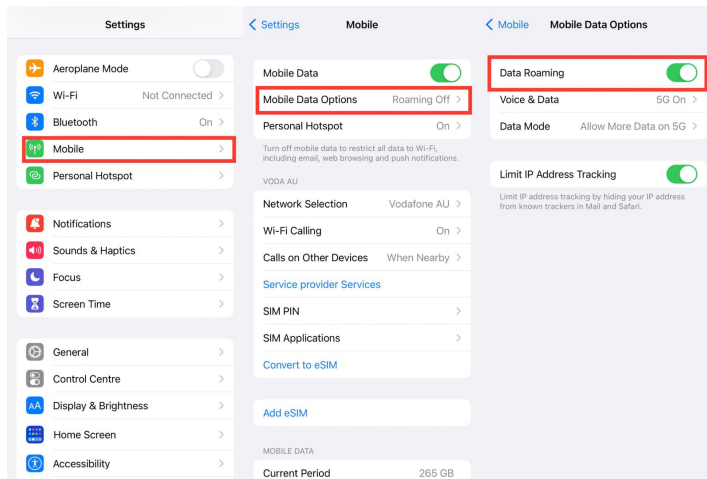 Settings
Aeroplane Mode
Wi-Fi Not Connected
Bluetooth On
Mobile
Personal Hotspot
Notifications
Sounds & Haptics
Focus
Screen Time
General
Control Centre
AA Display & Brightness
Home Screen
Accessibility
Settings Mobile
Mobile Data
Mobile Data Options Roaming Off
Personal Hotspot On
Turn off mobile data to restrict all data to Wi-Fi,
including email, web browsing and push notifications.
VODA AU
Network Selection Vodafone AU
Wi-Fi Calling On
Calls on Other Devices When Nearby
Service provider Services
SIM PIN
SIM Applications
Convert to eSIM
Add eSIM
MOBILE DATA
Current Period 265 GB
Mobile Mobile Data Options
Data Roaming
Voice & Data 5G On
Data Mode Allow More Data on 5G
Limit IP Address Tracking
Limit IP address tracking by hiding your IP address
from known trackers in Mail and Safari.